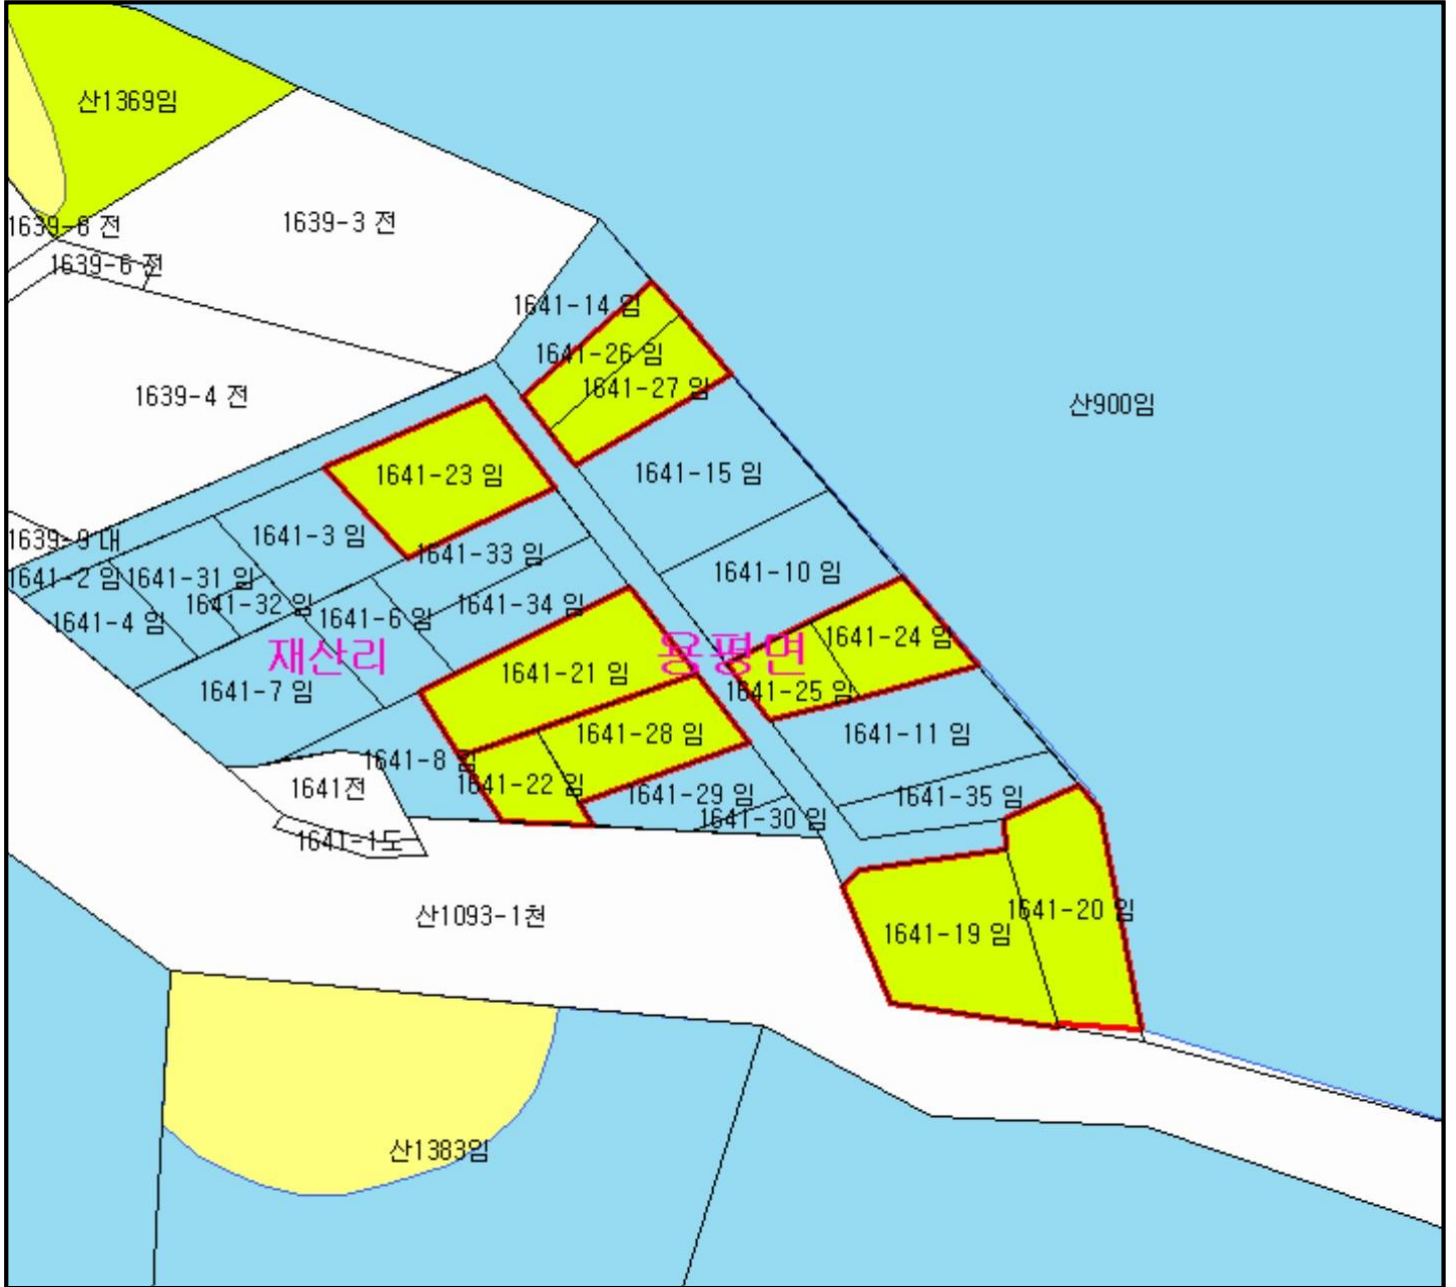 산1369임
1639-8 전
1639-3 전
1639-6 전
1641-14 임
1641-26 임
1641-27 임
1639-4 전
산900임
1641-23 임
1641-15 임
1639-9 대
1641-3 임
1641-33 임
1641-2 임
1641-31 임
1641-10 임
1641-32 임
1641-34 임
1641-4 임
1641-6 임
1641-24 임
재산리
용평면
1641-7 임
1641-21 임
1641-25 임
1641-28 임
1641-11 임
1641-8 임
1641전
1641-22 임
1641-29 임
1641-35 임
1641-30 임
1641-1도
산1093-1천
1641-20 임
1641-19 임
산1383임